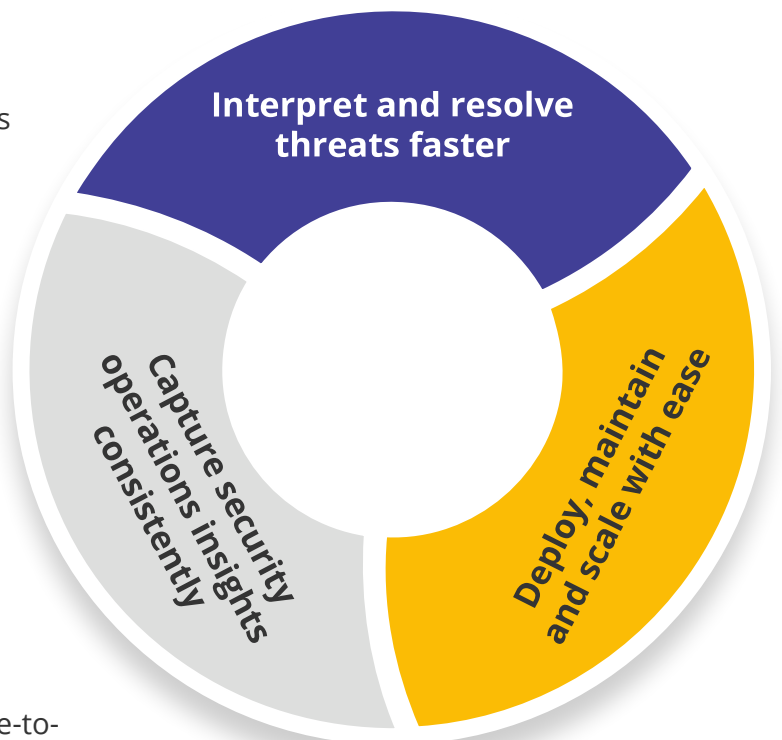 s
Interpret and resolve
threats faster
Deploy, maintain
and scale with ease
Capture security
operations insights
consistently
e-to-